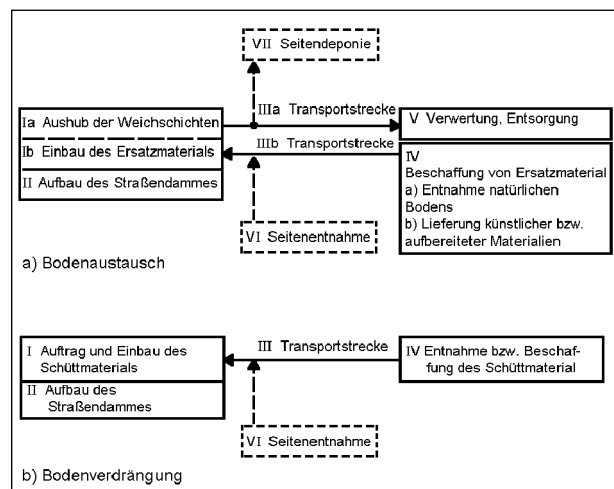 VII Seitendeponie
Ia Aushub der Weichschichten
IIIa Transportstrecke
V Verwertung, Entsorgung
Ib Einbau des Ersatzmaterials
IIIb Transportstrecke
IV
Beschaffung von Ersatzmaterial
a) Entnahme natürlichen
Bodens
b) Lieferung künstlicher bzw.
aufbereiteter Materialien
II Aufbau des Straßendammes
VI Seitenentnahme
a) Bodenaustausch
I Auftrag und Einbau des
Schüttmaterials
III Transportstrecke
IV Entnahme bzw. Beschaf-
fung des Schüttmaterial
II Aufbau des
Straßendammes
VI Seitenentnahme
b) Bodenverdrängung